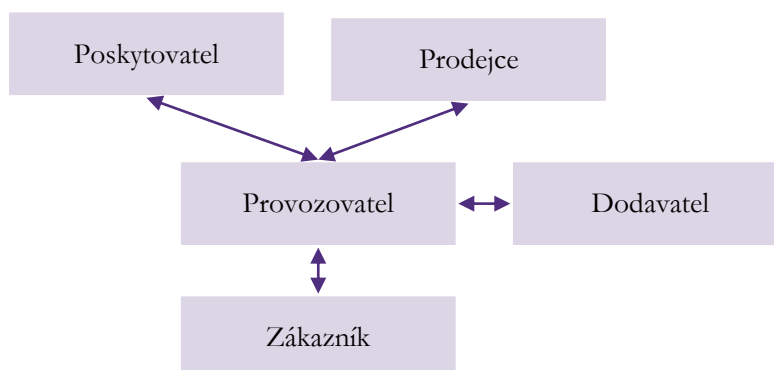 Poskytovatel
Prodejce
Provozovatel
Dodavatel
Zákazník